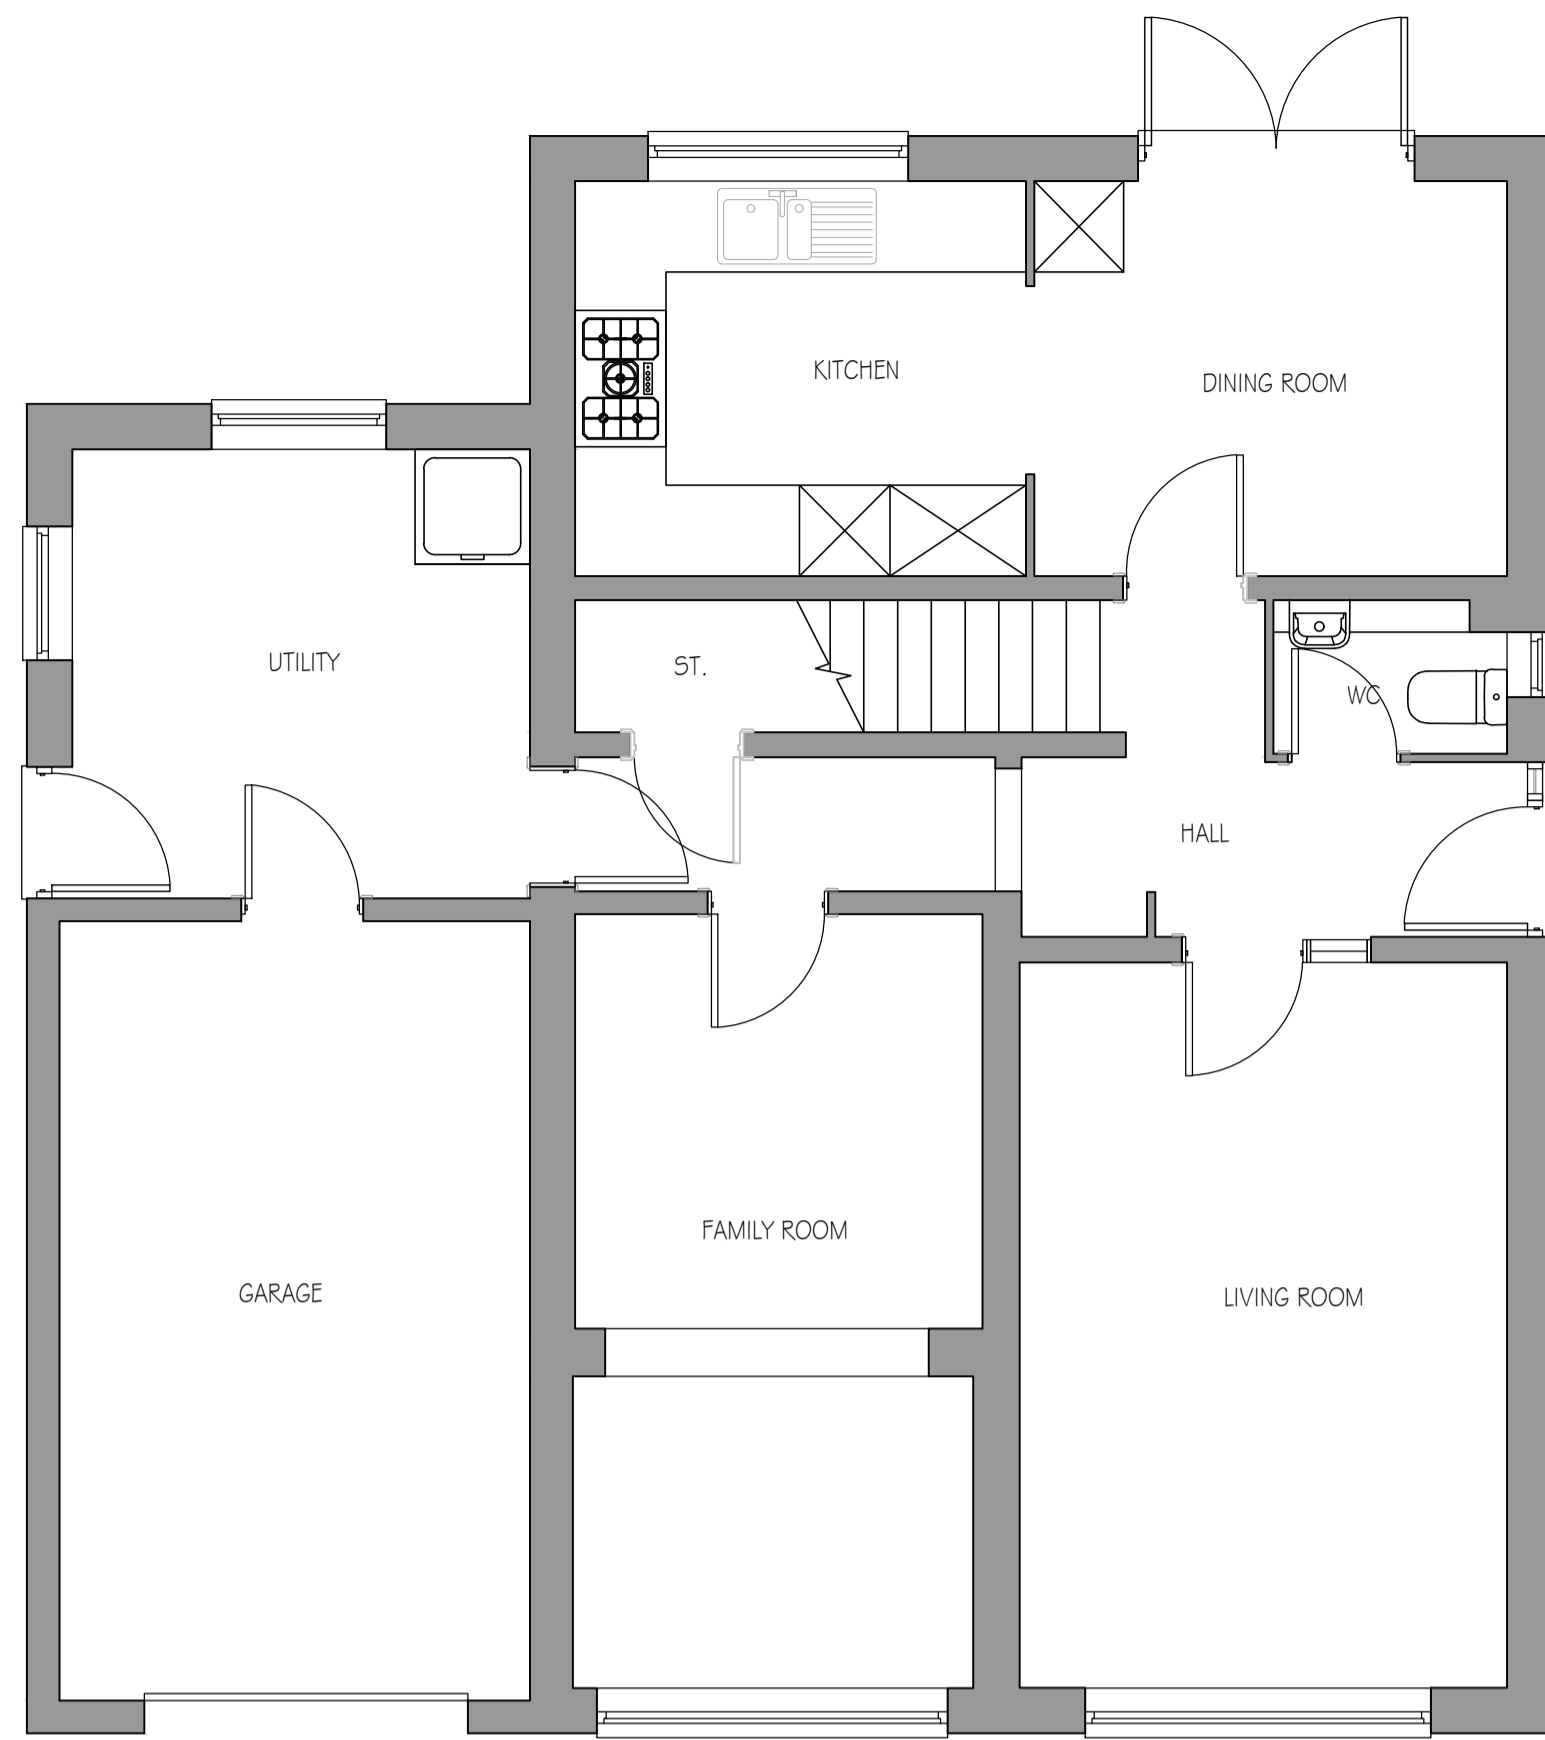 KITCHEN
DINING ROOM
UTILITY
ST.
WC
HALL
FAMILY ROOM
GARAGE
LIVING ROOM